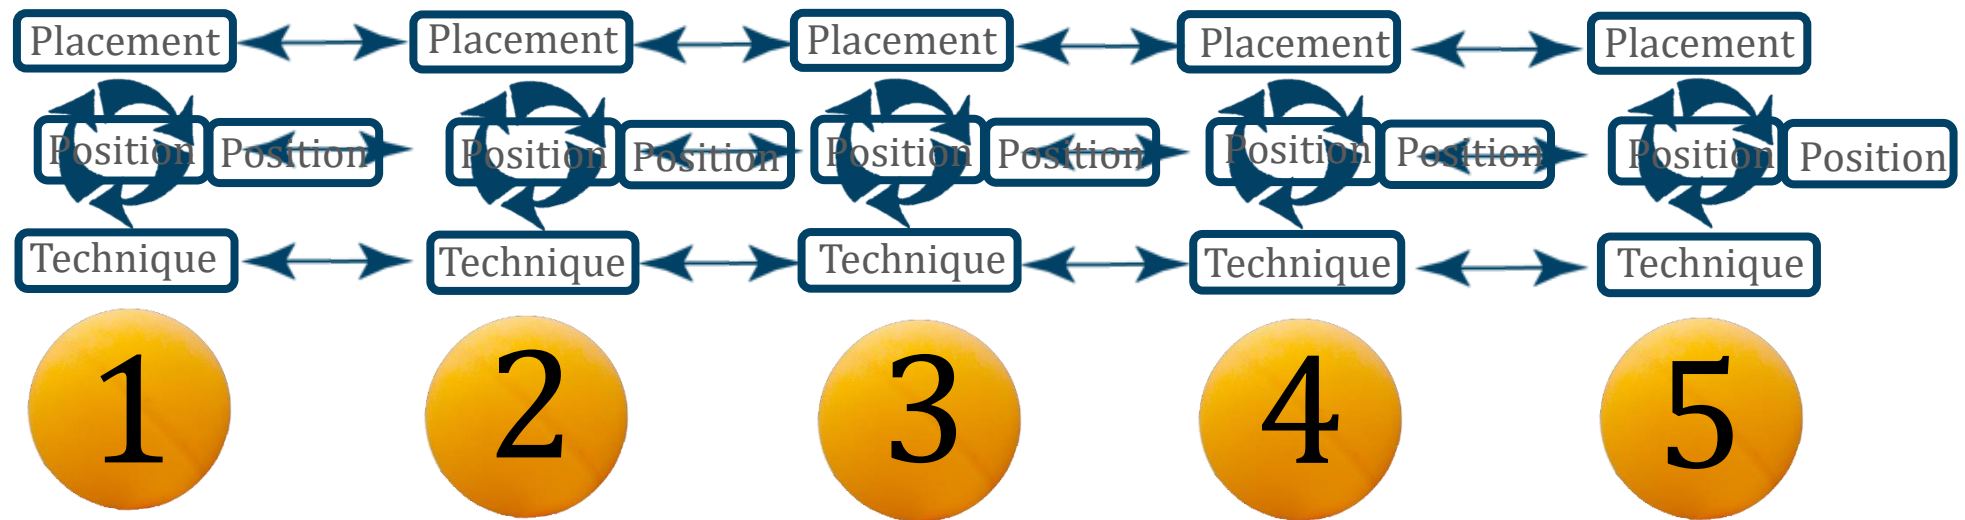 Placement Placement Placement Placement Placement
Position Position Position Position Position Position Position Position Position Position
Technique Technique Technique Technique Technique
1 2 3 4 5